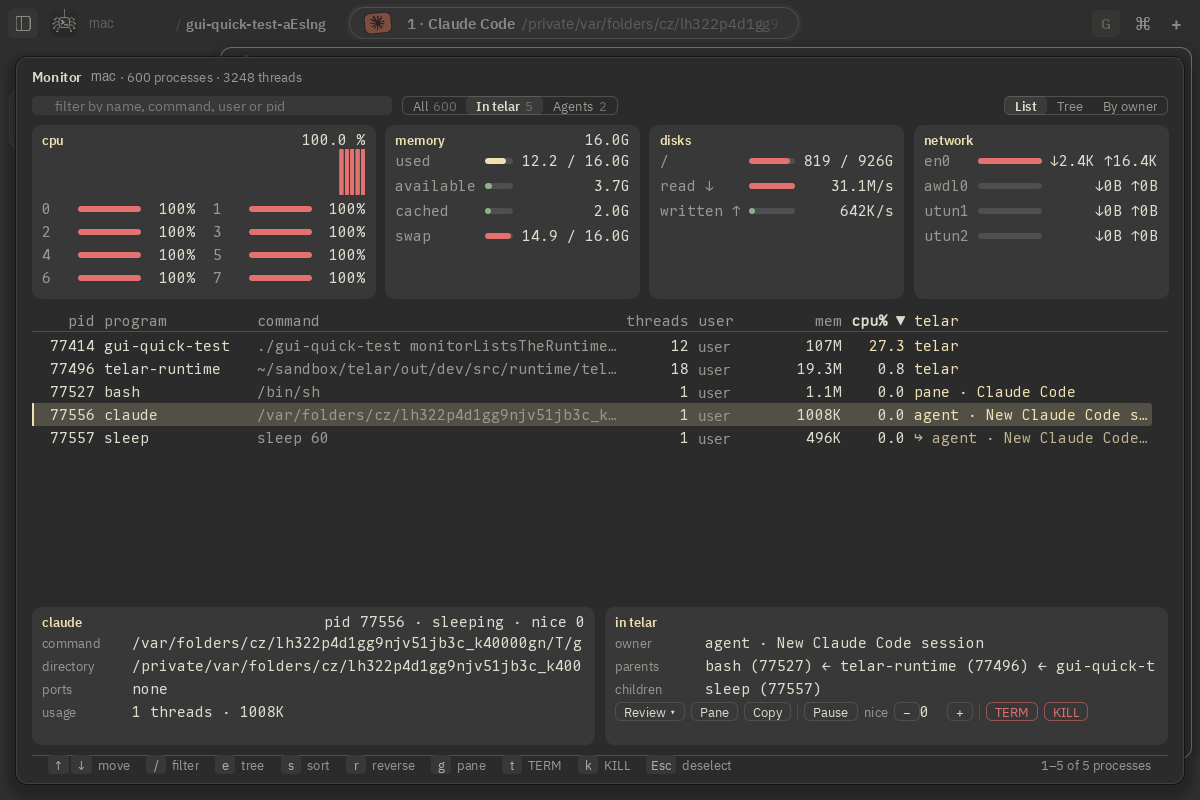 mac / gui-quick-test-aEslng 1 · Claude Code /private/var/folders/cz/lh322p4d1gg9 G ⌘ +
Monitor mac · 600 processes · 3248 threads
filter by name, command, user or pid All 600 In telar 5 Agents 2 List Tree By owner
cpu 100.0 %
0 100% 1 100%
2 100% 3 100%
4 100% 5 100%
6 100% 7 100%
memory 16.0G
used 12.2 / 16.0G
available 3.7G
cached 2.0G
swap 14.9 / 16.0G
disks
/ 819 / 926G
read ↓ 31.1M/s
written ↑ 642K/s
network
en0 ↓2.4K ↑16.4K
awdl0 ↓0B ↑0B
utun1 ↓0B ↑0B
utun2 ↓0B ↑0B
pid program command threads user mem cpu% ▼ telar
77414 gui-quick-test ./gui-quick-test monitorListsTheRuntime… 12 user 107M 27.3 telar
77496 telar-runtime ~/sandbox/telar/out/dev/src/runtime/tel… 18 user 19.3M 0.8 telar
77527 bash /bin/sh 1 user 1.1M 0.0 pane · Claude Code
77556 claude /var/folders/cz/lh322p4d1gg9njv51jb3c_k… 1 user 1008K 0.0 agent · New Claude Code s…
77557 sleep sleep 60 1 user 496K 0.0 ↪ agent · New Claude Code…
claude pid 77556 · sleeping · nice 0
command /var/folders/cz/lh322p4d1gg9njv51jb3c_k40000gn/T/g
directory /private/var/folders/cz/lh322p4d1gg9njv51jb3c_k400
ports none
usage 1 threads · 1008K
in telar
owner agent · New Claude Code session
parents bash (77527) ← telar-runtime (77496) ← gui-quick-t
children sleep (77557)
Review ▾ Pane Copy Pause nice − 0 + TERM KILL
↑ ↓ move / filter e tree s sort r reverse g pane t TERM k KILL Esc deselect 1–5 of 5 processes